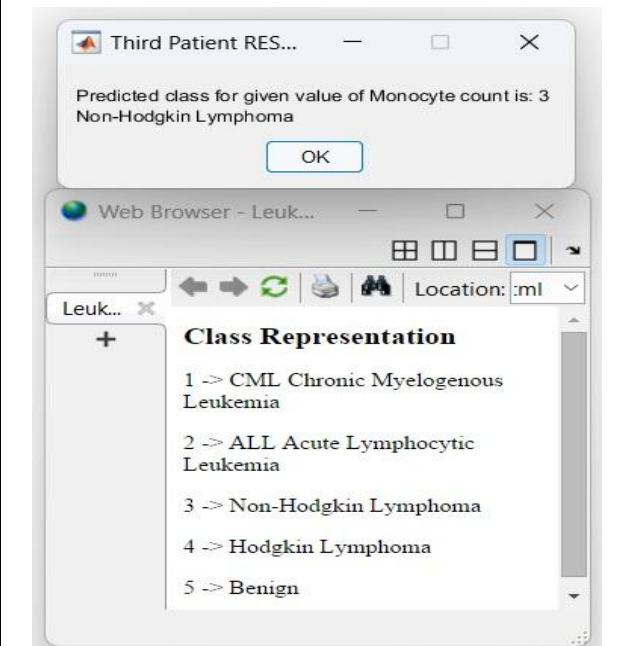 Third Patient RES...
Predicted class for given value of Monocyte count is: 3
Non-Hodgkin Lymphoma
OK
Web Browser - Leuk...
Location: :ml
Leuk...
Class Representation
1 -> CML Chronic Myelogenous
Leukemia
2 -> ALL Acute Lymphocytic
Leukemia
3 -> Non-Hodgkin Lymphoma
4 -> Hodgkin Lymphoma
5 -> Benign